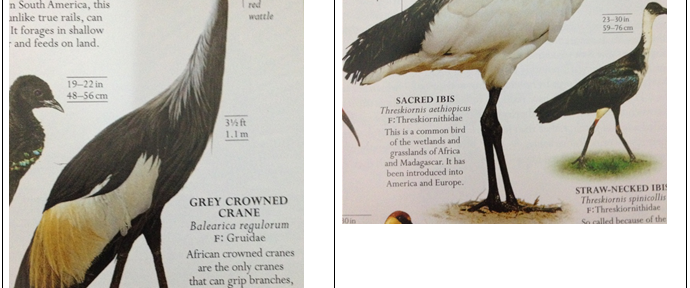 n South America, this
unlike true rails, can
It forages in shallow
and feeds on land.
red
wattle
19–22 in
48–56 cm
3½ ft
1.1 m
GREY CROWNED
CRANE
Balearica regulorum
F: Gruidae
African crowned cranes
are the only cranes
that can grip branches,
23–30 in
59–76 cm
SACRED IBIS
Threskiornis aethiopicus
F: Threskiornithidae
This is a common bird
of the wetlands and
grasslands of Africa
and Madagascar. It has
been introduced into
America and Europe.
STRAW-NECKED IBIS
Threskiornis spinicollis
F: Threskiornithidae
So called because of the